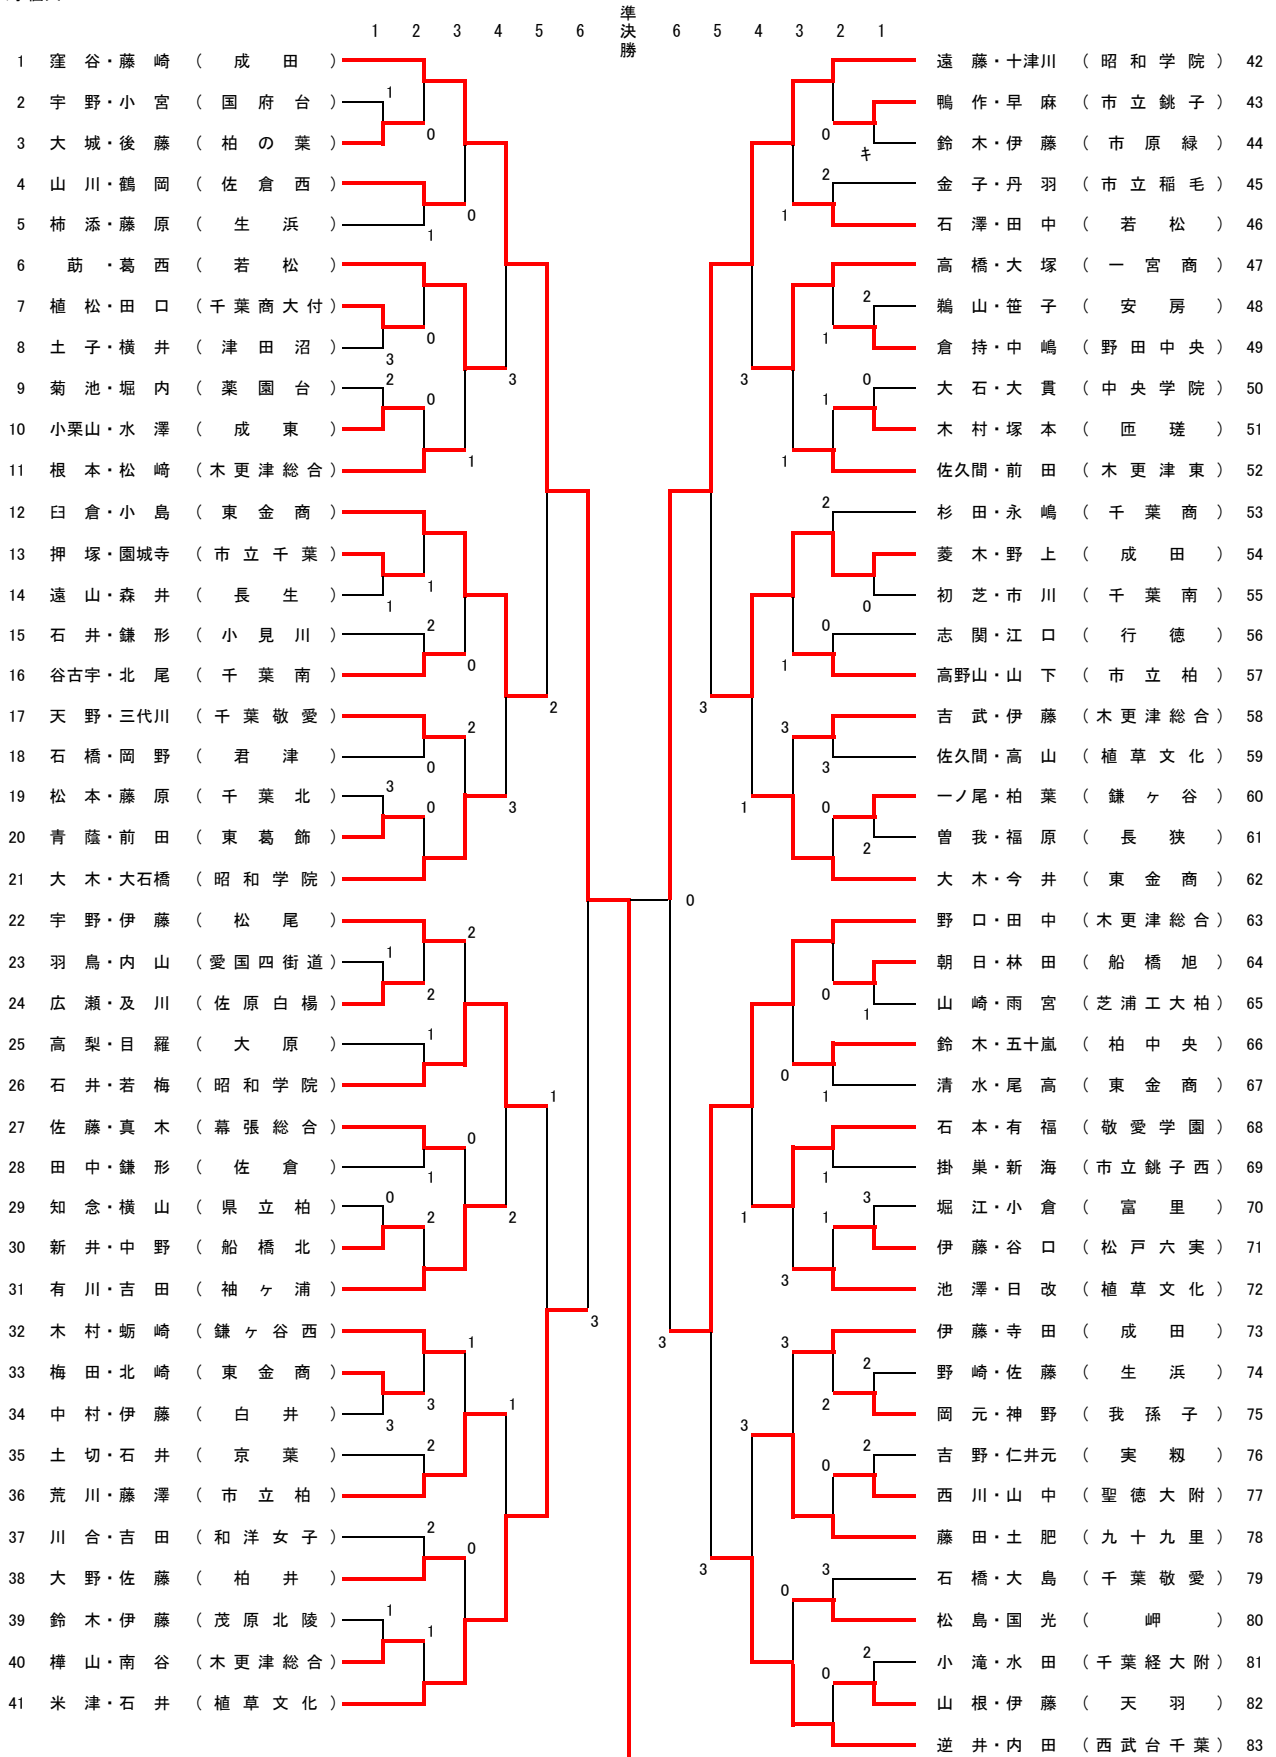 準決勝
1 2 3 4 5 6 6 5 4 3 2 1
1 窪谷・藤崎 （成田）
2 宇野・小宮 （国府台）
3 大城・後藤 （柏の葉）
4 山川・鶴岡 （佐倉西）
5 柿添・藤原 （生浜）
6 莇・葛西 （若松）
7 植松・田口 （千葉商大付）
8 土子・横井 （津田沼）
9 菊池・堀内 （薬園台）
10 小栗山・水澤 （成東）
11 根本・松﨑 （木更津総合）
12 臼倉・小島 （東金商）
13 押塚・園城寺 （市立千葉）
14 遠山・森井 （長生）
15 石井・鎌形 （小見川）
16 谷古宇・北尾 （千葉南）
17 天野・三代川 （千葉敬愛）
18 石橋・岡野 （君津）
19 松本・藤原 （千葉北）
20 青蔭・前田 （東葛飾）
21 大木・大石橋 （昭和学院）
22 宇野・伊藤 （松尾）
23 羽鳥・内山 （愛国四街道）
24 広瀬・及川 （佐原白楊）
25 高梨・目羅 （大原）
26 石井・若梅 （昭和学院）
27 佐藤・真木 （幕張総合）
28 田中・鎌形 （佐倉）
29 知念・横山 （県立柏）
30 新井・中野 （船橋北）
31 有川・吉田 （袖ヶ浦）
32 木村・蛎崎 （鎌ヶ谷西）
33 梅田・北崎 （東金商）
34 中村・伊藤 （白井）
35 土切・石井 （京葉）
36 荒川・藤澤 （市立柏）
37 川合・吉田 （和洋女子）
38 大野・佐藤 （柏井）
39 鈴木・伊藤 （茂原北陵）
40 樺山・南谷 （木更津総合）
41 米津・石井 （植草文化）
遠藤・十津川 （昭和学院） 42
鴨作・早麻 （市立銚子） 43
鈴木・伊藤 （市原緑） 44
金子・丹羽 （市立稲毛） 45
石澤・田中 （若松） 46
高橋・大塚 （一宮商） 47
鵜山・笹子 （安房） 48
倉持・中嶋 （野田中央） 49
大石・大貫 （中央学院） 50
木村・塚本 （匝瑳） 51
佐久間・前田 （木更津東） 52
杉田・永嶋 （千葉商） 53
菱木・野上 （成田） 54
初芝・市川 （千葉南） 55
志関・江口 （行徳） 56
高野山・山下 （市立柏） 57
吉武・伊藤 （木更津総合） 58
佐久間・高山 （植草文化） 59
一ノ尾・柏葉 （鎌ヶ谷） 60
曽我・福原 （長狭） 61
大木・今井 （東金商） 62
野口・田中 （木更津総合） 63
朝日・林田 （船橋旭） 64
山崎・雨宮 （芝浦工大柏） 65
鈴木・五十嵐 （柏中央） 66
清水・尾高 （東金商） 67
石本・有福 （敬愛学園） 68
掛巣・新海 （市立銚子西） 69
堀江・小倉 （富里） 70
伊藤・谷口 （松戸六実） 71
池澤・日改 （植草文化） 72
伊藤・寺田 （成田） 73
野崎・佐藤 （生浜） 74
岡元・神野 （我孫子） 75
吉野・仁井元 （実籾） 76
西川・山中 （聖徳大附） 77
藤田・土肥 （九十九里） 78
石橋・大島 （千葉敬愛） 79
松島・国光 （岬） 80
小滝・水田 （千葉経大附） 81
山根・伊藤 （天羽） 82
逆井・内田 （西武台千葉） 83